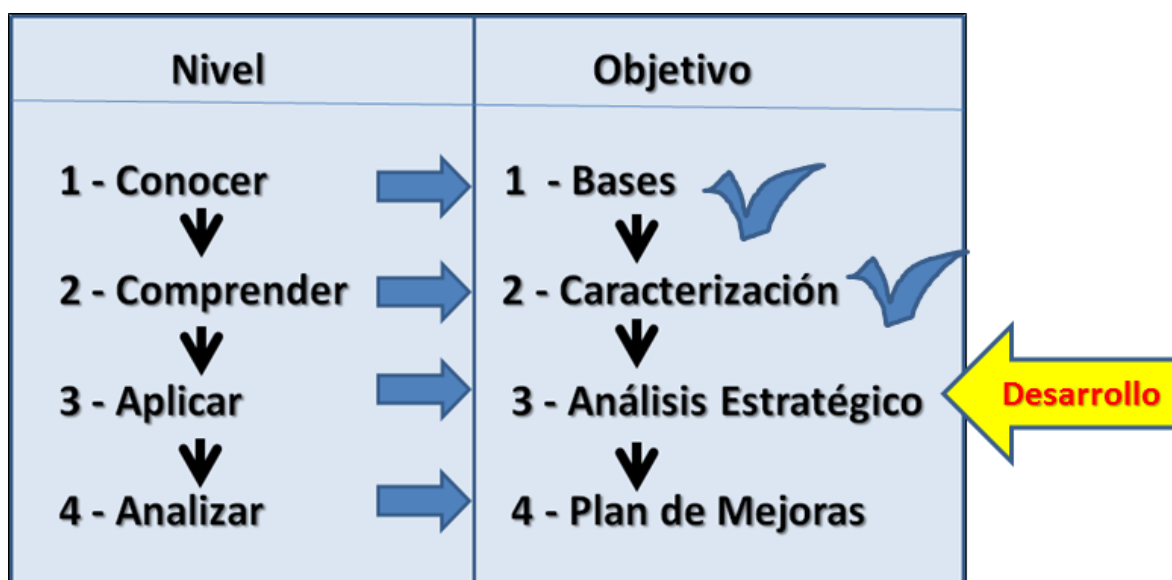 Nivel Objetivo
1 - Conocer 1 - Bases
2 - Comprender 2 - Caracterización
3 - Aplicar 3 - Análisis Estratégico Desarrollo
4 - Analizar 4 - Plan de Mejoras